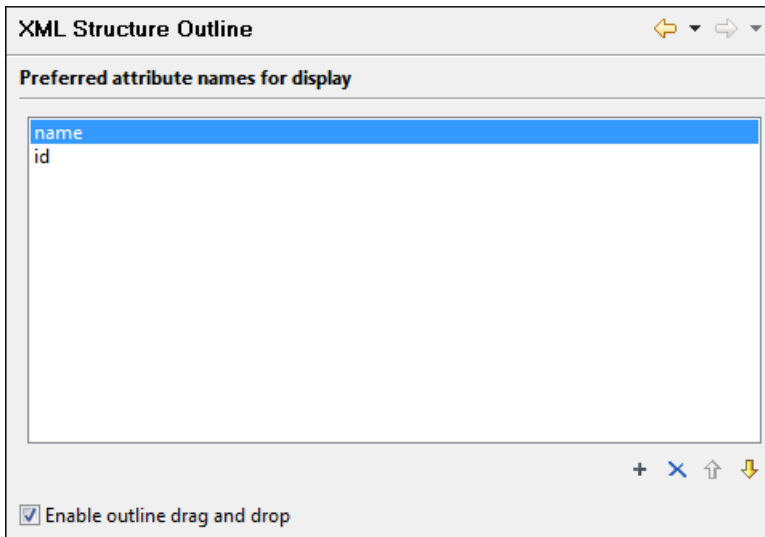 XML Structure Outline
Preferred attribute names for display
name
id
Enable outline drag and drop